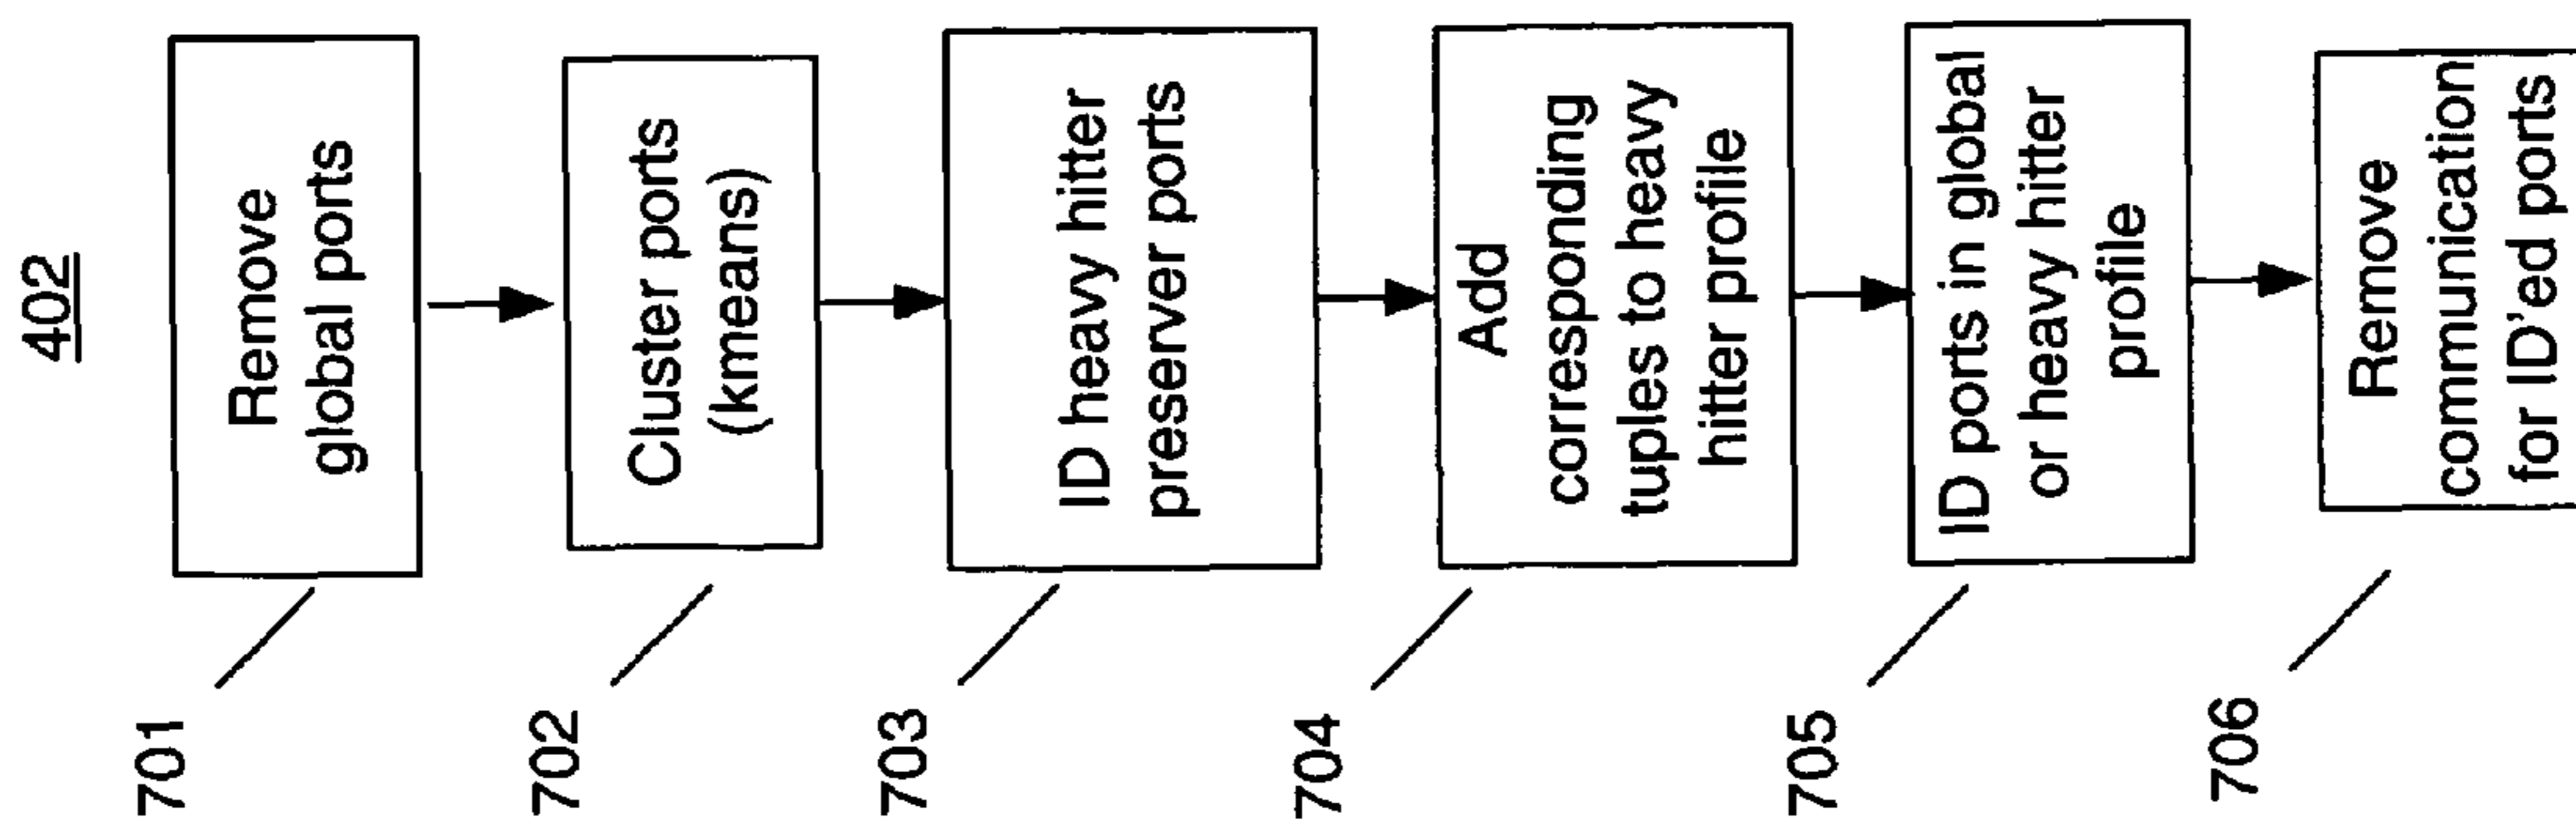 402
701
Remove
global ports
702
Cluster ports
(kmeans)
703
ID heavy hitter
preserver ports
704
Add
corresponding
tuples to heavy
hitter profile
705
ID ports in global
or heavy hitter
profile
706
Remove
communication
for ID'ed ports